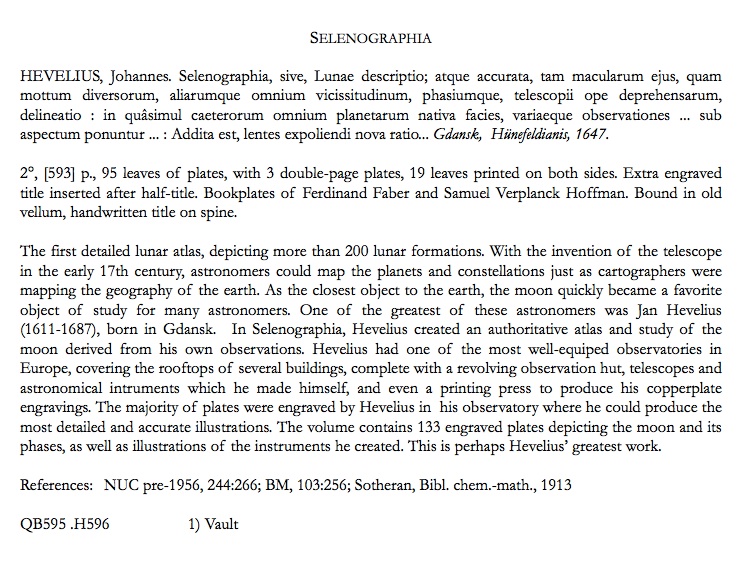 SELENOGRAPHIA
HEVELIUS, Johannes. Selenographia, sive, Lunae descriptio; atque accurata, tam macularum ejus, quam
mottum diversorum, aliarumque omnium vicissitudinum, phasiumque, telescopii ope deprehensarum,
delineatio : in quâsimul caeterorum omnium planetarum nativa facies, variaeque observationes ... sub
aspectum ponuntur ... : Addita est, lentes expoliendi nova ratio... Gdansk, Hünefeldianis, 1647.
2°, [593] p., 95 leaves of plates, with 3 double-page plates, 19 leaves printed on both sides. Extra engraved
title inserted after half-title. Bookplates of Ferdinand Faber and Samuel Verplanck Hoffman. Bound in old
vellum, handwritten title on spine.
The first detailed lunar atlas, depicting more than 200 lunar formations. With the invention of the telescope
in the early 17th century, astronomers could map the planets and constellations just as cartographers were
mapping the geography of the earth. As the closest object to the earth, the moon quickly became a favorite
object of study for many astronomers. One of the greatest of these astronomers was Jan Hevelius
(1611-1687), born in Gdansk. In Selenographia, Hevelius created an authoritative atlas and study of the
moon derived from his own observations. Hevelius had one of the most well-equiped observatories in
Europe, covering the rooftops of several buildings, complete with a revolving observation hut, telescopes and
astronomical intruments which he made himself, and even a printing press to produce his copperplate
engravings. The majority of plates were engraved by Hevelius in his observatory where he could produce the
most detailed and accurate illustrations. The volume contains 133 engraved plates depicting the moon and its
phases, as well as illustrations of the instruments he created. This is perhaps Hevelius' greatest work.
References: NUC pre-1956, 244:266; BM, 103:256; Sotheran, Bibl. chem.-math., 1913
QB595 .H596 1) Vault